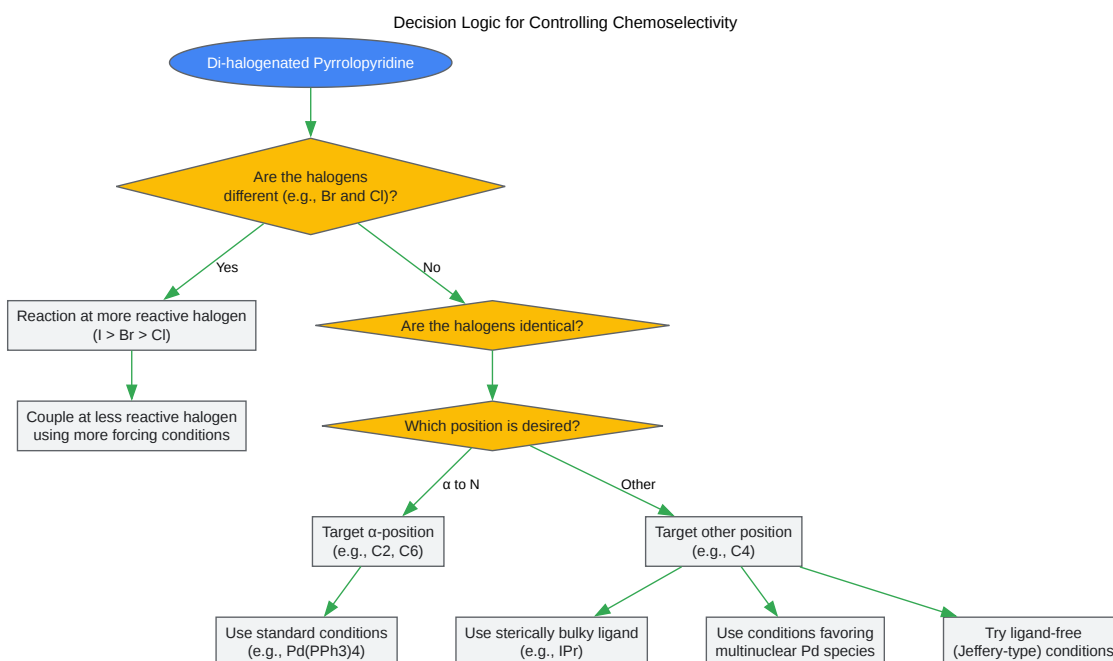 Decision Logic for Controlling Chemoselectivity
Di-halogenated Pyrrolopyridine
Are the halogens
different (e.g., Br and Cl)?
Yes
No
Reaction at more reactive halogen
(I > Br > Cl)
Are the halogens identical?
Couple at less reactive halogen
using more forcing conditions
Which position is desired?
α to N
Other
Target α-position
(e.g., C2, C6)
Target other position
(e.g., C4)
Use standard conditions
(e.g., Pd(PPh3)4)
Use sterically bulky ligand
(e.g., IPr)
Use conditions favoring
multinuclear Pd species
Try ligand-free
(Jeffery-type) conditions